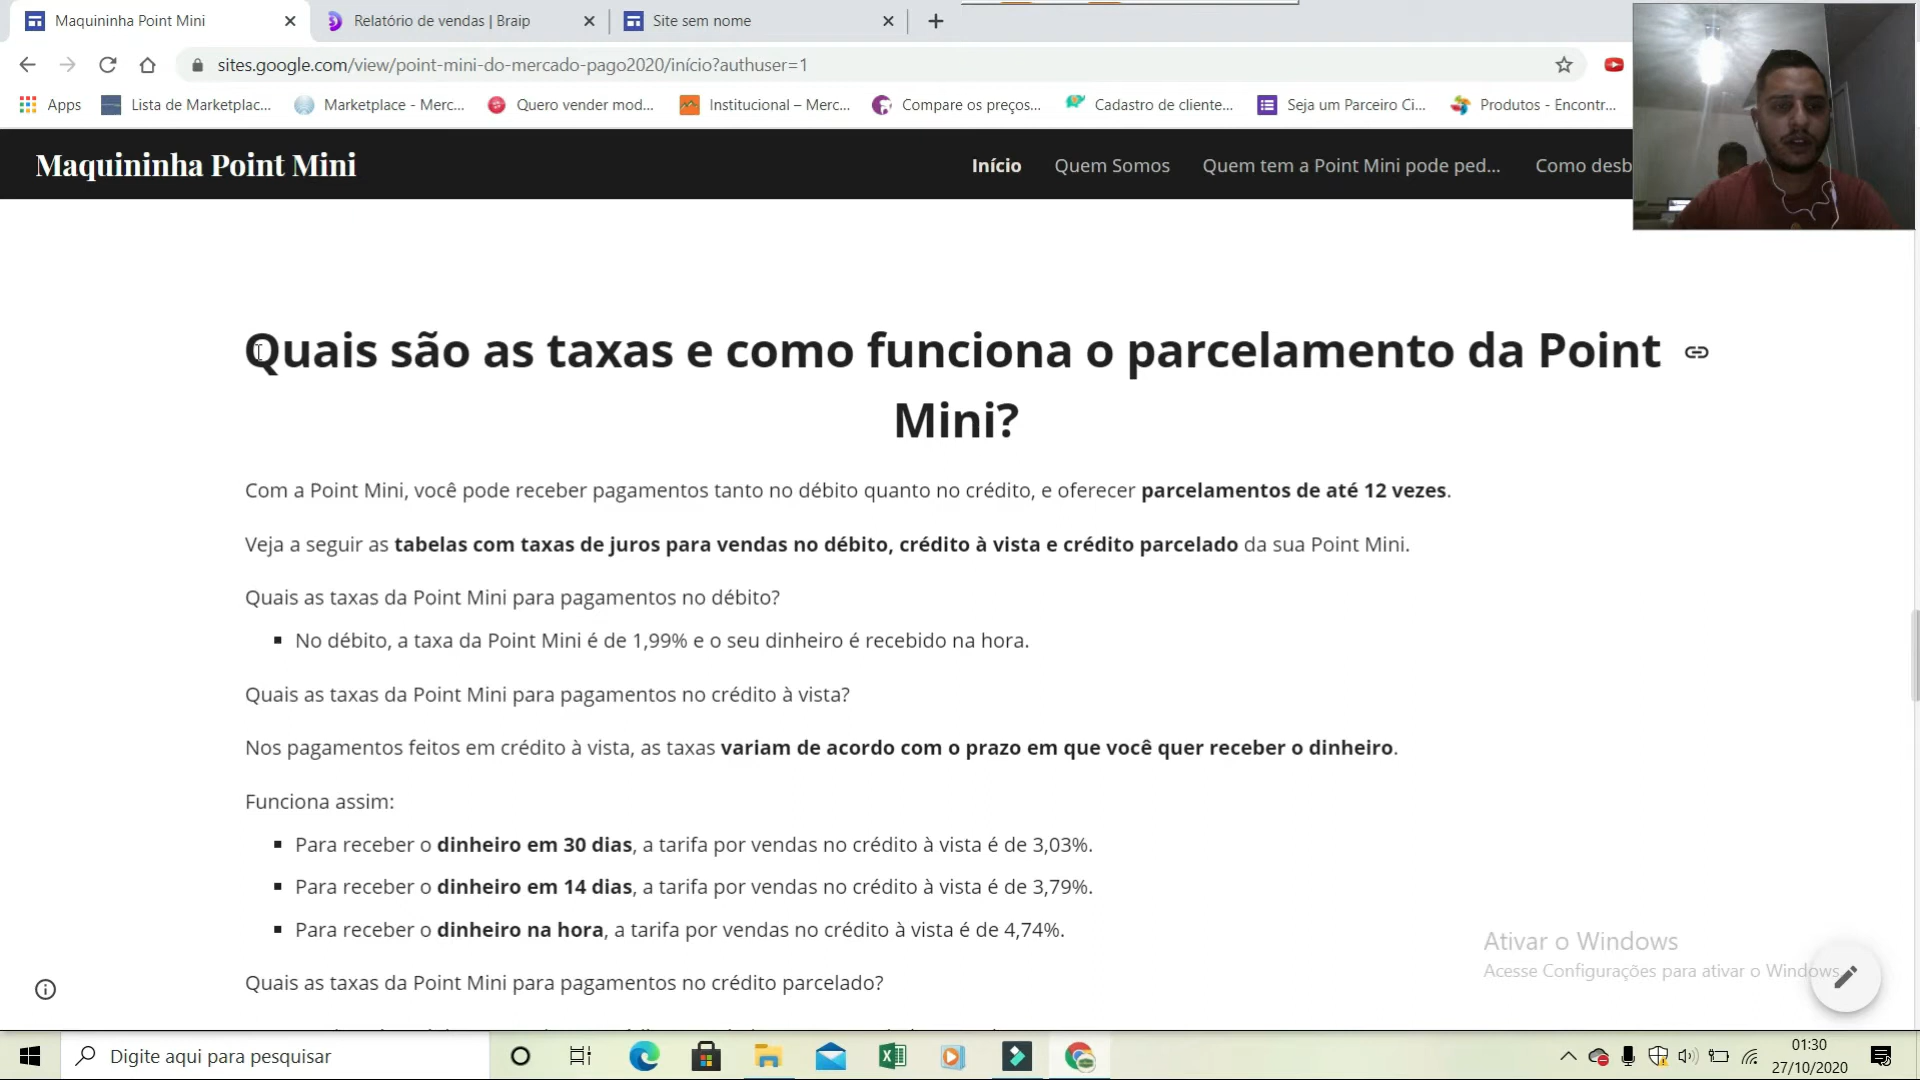 Maquininha Point Mini
Relatório de vendas | Braip
Site sem nome
sites.google.com/view/point-mini-do-mercado-pago2020/início?authuser=1
Apps
Lista de Marketplac...
Marketplace - Merc...
Quero vender mod...
Institucional – Merc...
Compare os preços...
Cadastro de cliente...
Seja um Parceiro Ci...
Produtos - Encontr...
Maquininha Point Mini
Início
Quem Somos
Quem tem a Point Mini pode ped...
Como desb
Quais são as taxas e como funciona o parcelamento da Point
Mini?
Com a Point Mini, você pode receber pagamentos tanto no débito quanto no crédito, e oferecer parcelamentos de até 12 vezes.
Veja a seguir as tabelas com taxas de juros para vendas no débito, crédito à vista e crédito parcelado da sua Point Mini.
Quais as taxas da Point Mini para pagamentos no débito?
▪ No débito, a taxa da Point Mini é de 1,99% e o seu dinheiro é recebido na hora.
Quais as taxas da Point Mini para pagamentos no crédito à vista?
Nos pagamentos feitos em crédito à vista, as taxas variam de acordo com o prazo em que você quer receber o dinheiro.
Funciona assim:
▪ Para receber o dinheiro em 30 dias, a tarifa por vendas no crédito à vista é de 3,03%.
▪ Para receber o dinheiro em 14 dias, a tarifa por vendas no crédito à vista é de 3,79%.
▪ Para receber o dinheiro na hora, a tarifa por vendas no crédito à vista é de 4,74%.
Quais as taxas da Point Mini para pagamentos no crédito parcelado?
Ativar o Windows
Acesse Configurações para ativar o Windows.
Digite aqui para pesquisar
01:30
27/10/2020